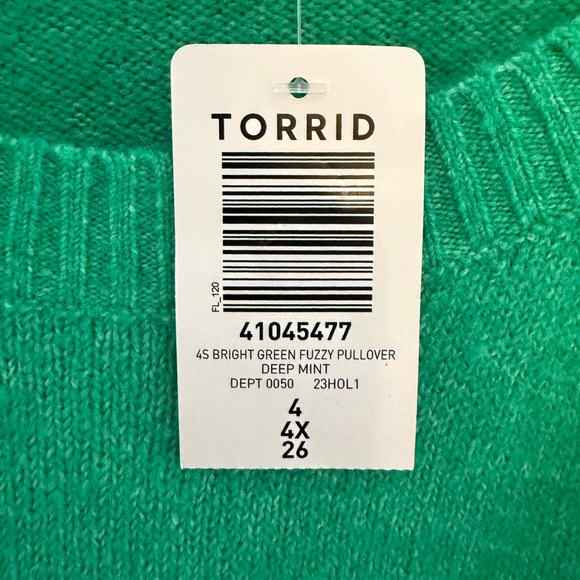 TORRID
FL_120
41045477
4S BRIGHT GREEN FUZZY PULLOVER
DEEP MINT
DEPT 0050 23HOL1
4
4X
26